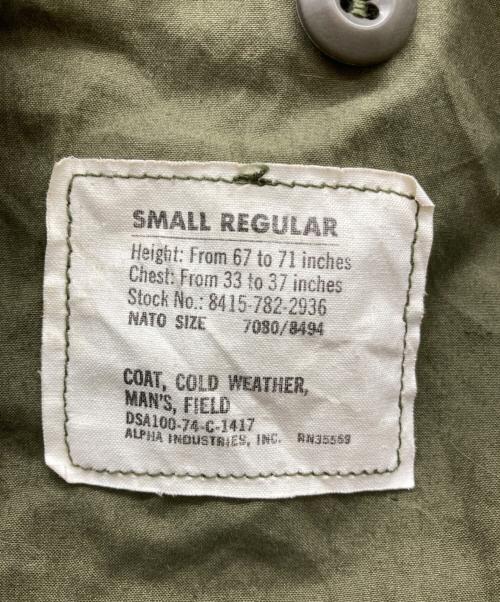 SMALL REGULAR
Height: From 67 to 71 inches
Chest: From 33 to 37 inches
Stock No.: 8415-782-2936
NATO SIZE 7080/8494
COAT, COLD WEATHER,
MAN'S, FIELD
DSA100-74-C-1417
ALPHA INDUSTRIES, INC. RN35559